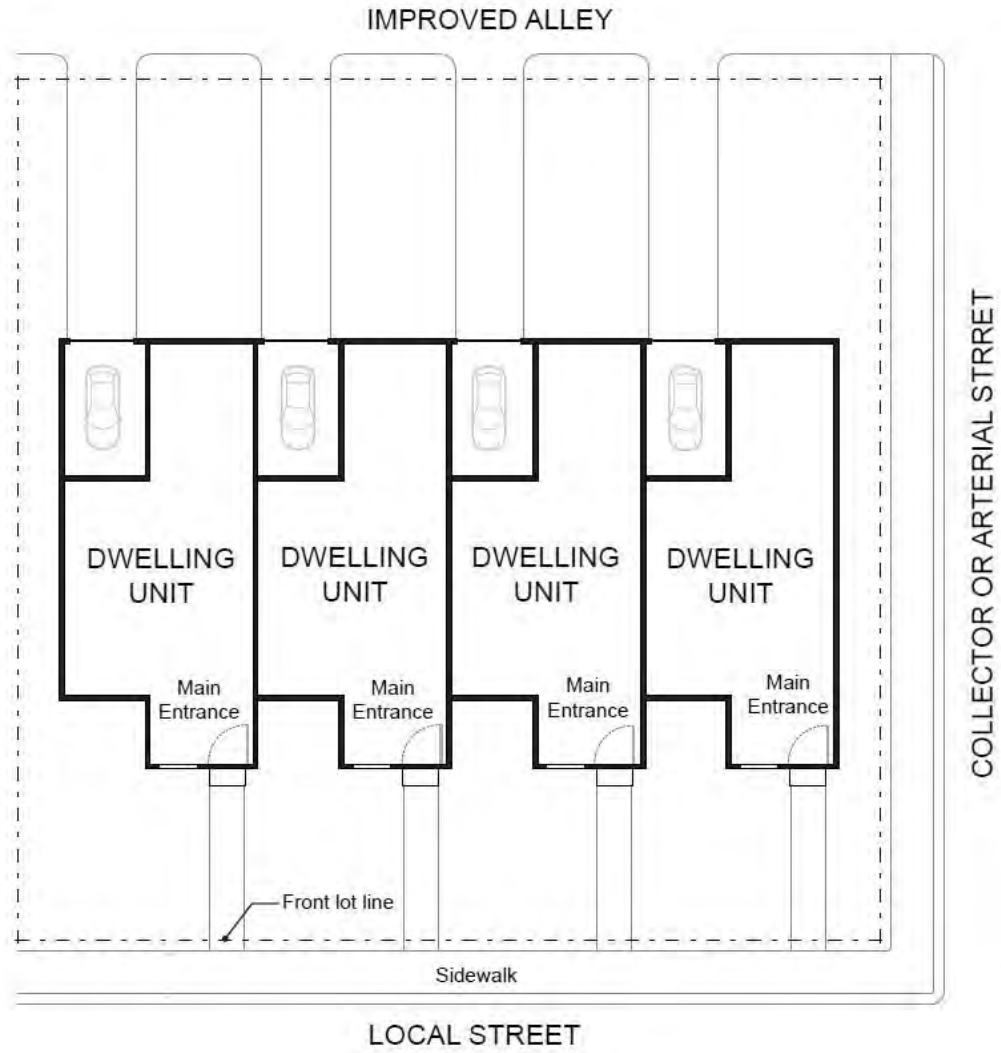 IMPROVED ALLEY
COLLECTOR OR ARTERIAL STRRET
DWELLING
UNIT
DWELLING
UNIT
DWELLING
UNIT
DWELLING
UNIT
Main
Entrance
Main
Entrance
Main
Entrance
Main
Entrance
Front lot line
Sidewalk
LOCAL STREET